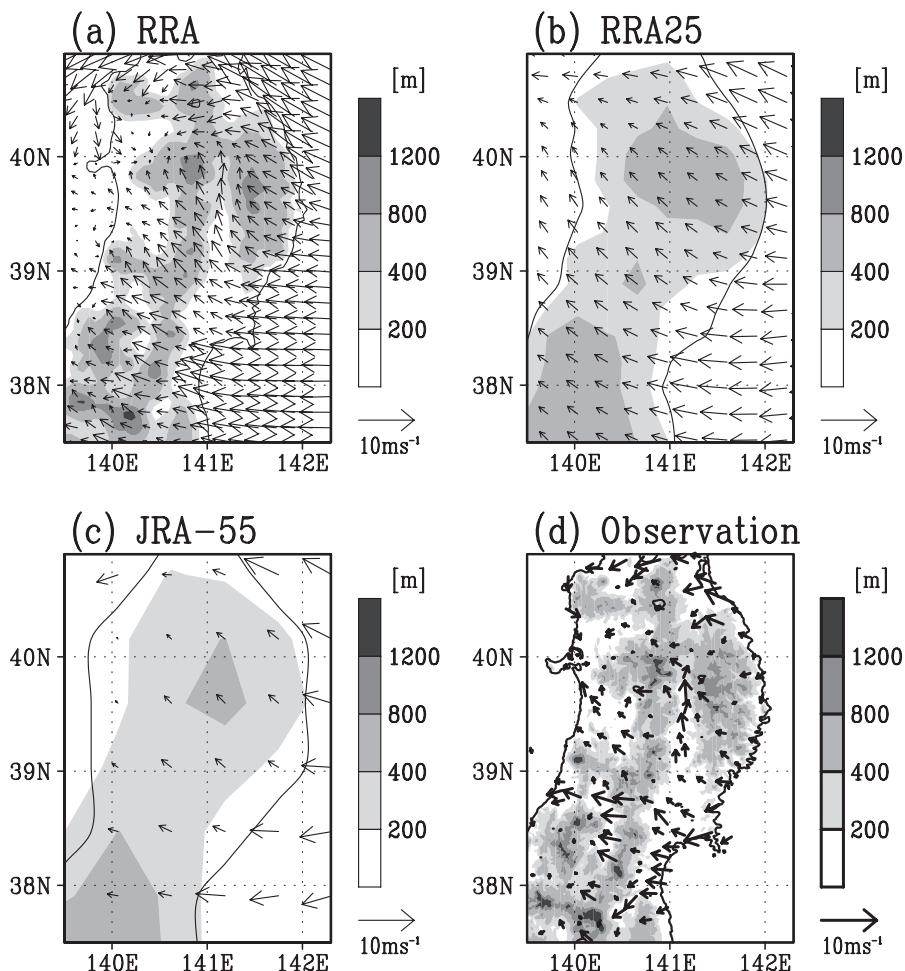 (a) RRA
(b) RRA25
[m]
[m]
40N
1200
40N
1200
800
800
39N
400
39N
400
200
200
38N
38N
140E 141E 142E
10ms⁻¹
140E 141E 142E
10ms⁻¹
(c) JRA-55
(d) Observation
[m]
[m]
40N
1200
40N
1200
800
800
39N
400
39N
400
200
200
38N
38N
140E 141E 142E
10ms⁻¹
140E 141E 142E
10ms⁻¹